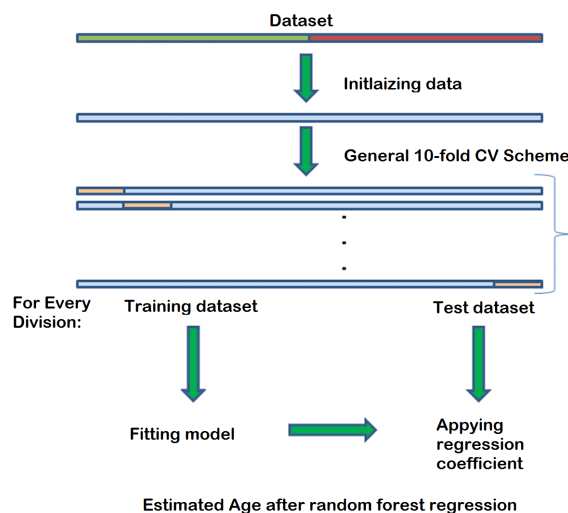 Dataset
Initlaizing data
General 10-fold CV Scheme
For Every
Division:
Training dataset
Test dataset
Fitting model
Appying
regression
coefficient
Estimated Age after random forest regression